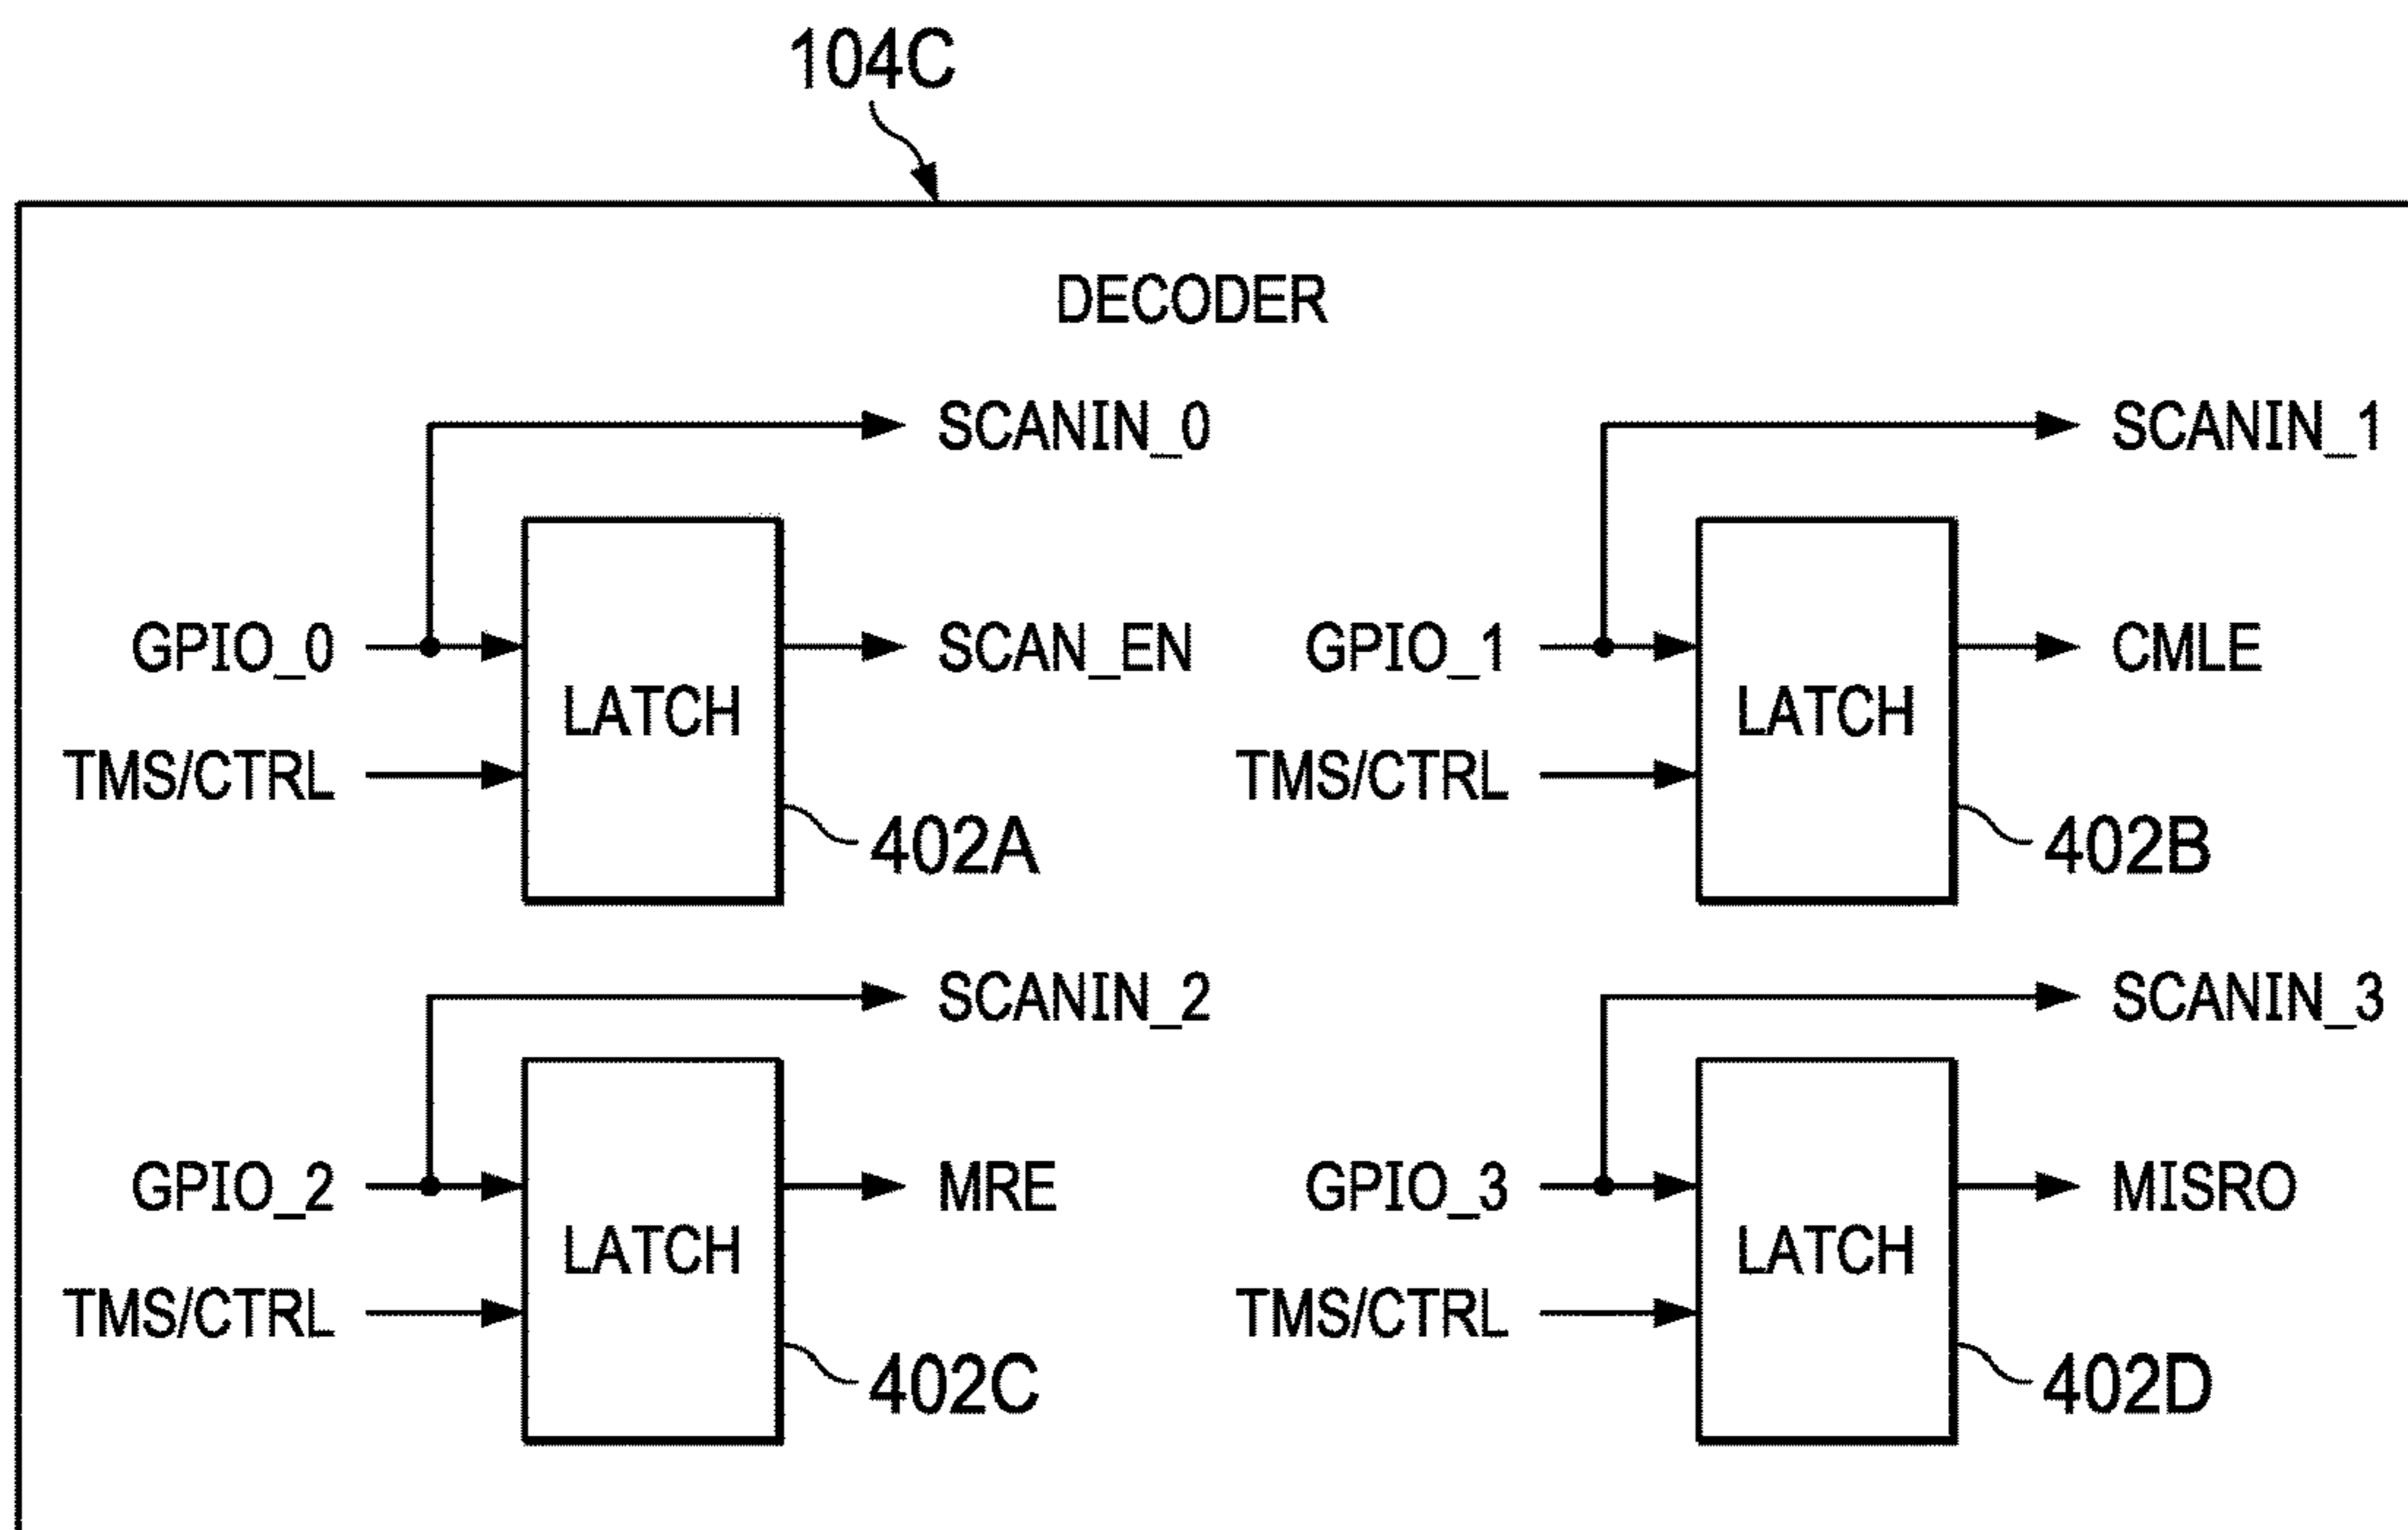 104C
DECODER
SCANIN_0
GPIO_0
SCAN_EN
LATCH
TMS/CTRL
402A
SCANIN_1
GPIO_1
CMLE
LATCH
TMS/CTRL
402B
SCANIN_2
GPIO_2
MRE
LATCH
TMS/CTRL
402C
SCANIN_3
GPIO_3
MISRO
LATCH
TMS/CTRL
402D